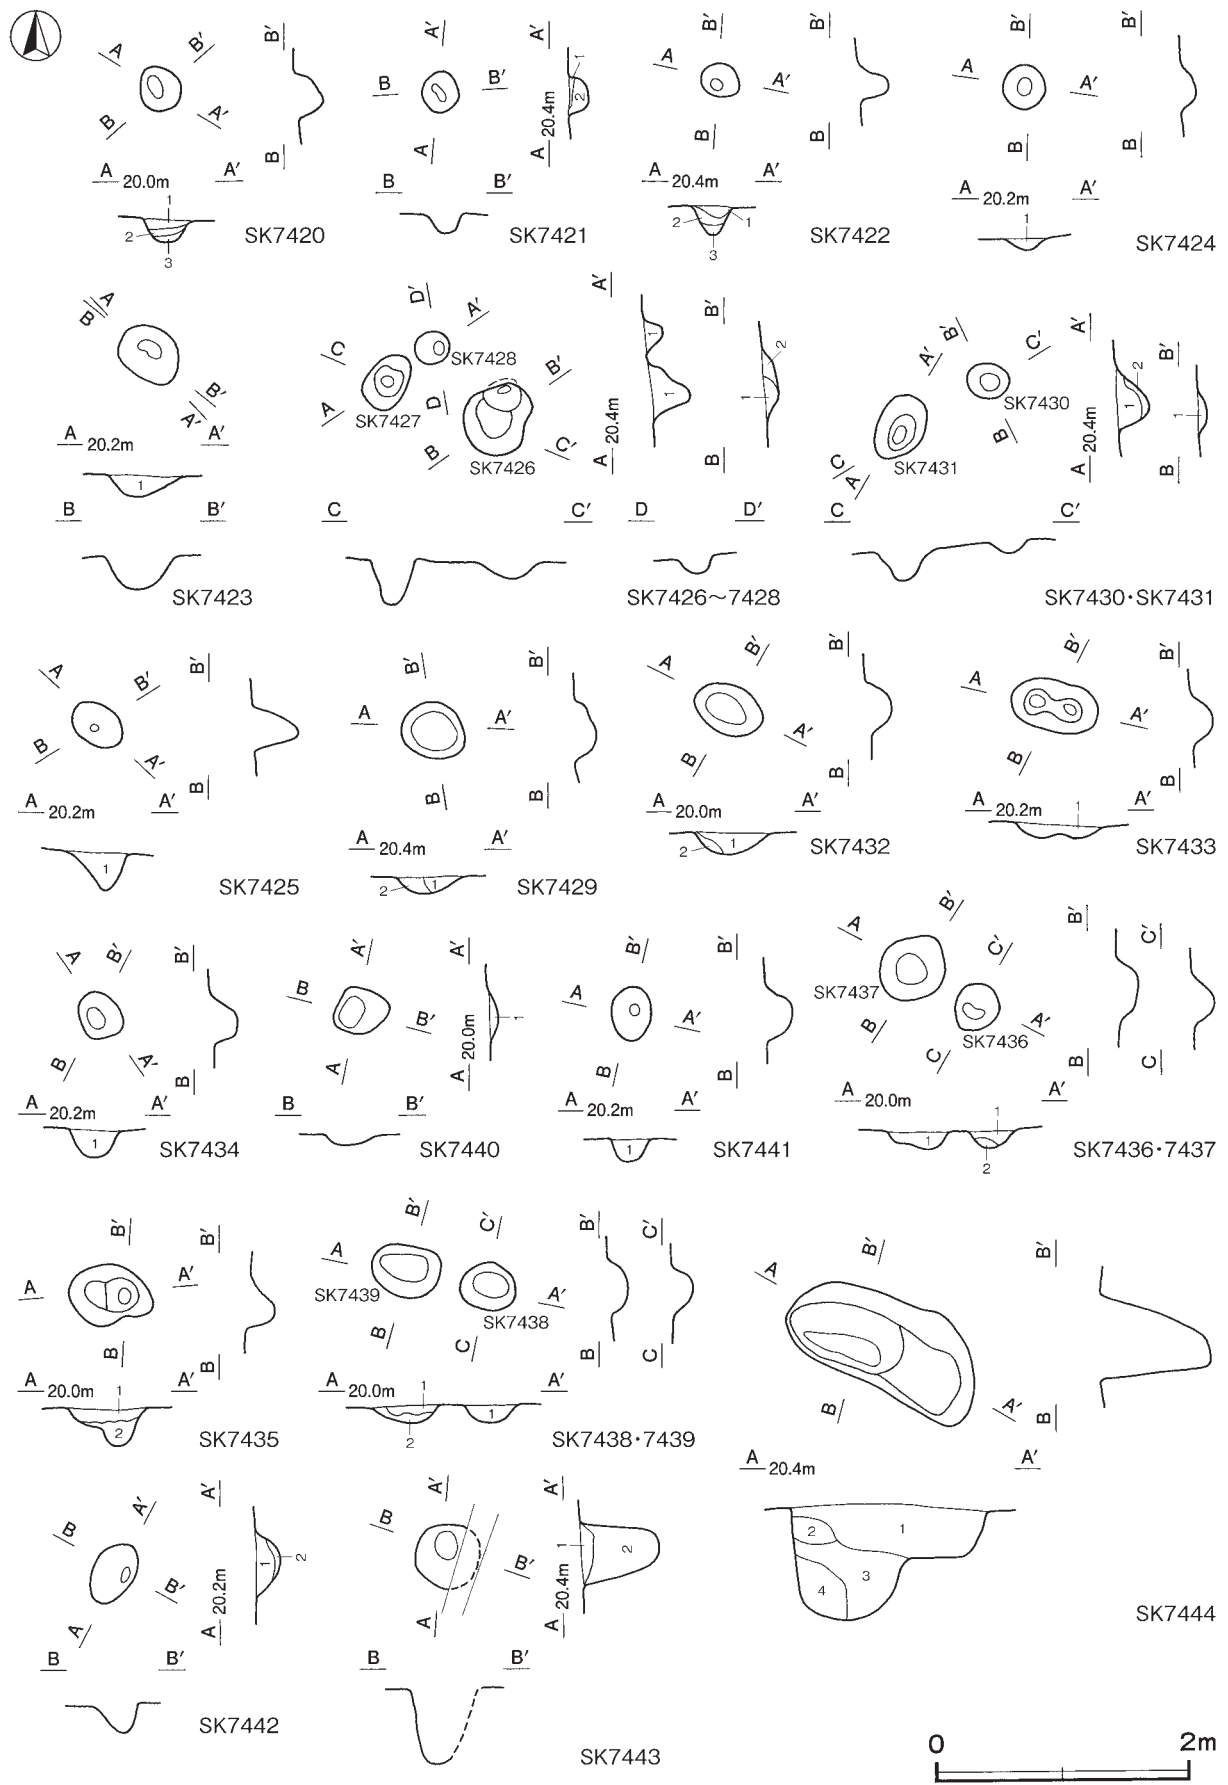 A B' B A' B' B
A 20.0m A'
1
2
3
SK7420
A' B B' A A' A 20.4m
1
2
B B'
SK7421
B' A A' B B' B
A 20.4m A'
2 1
3
SK7422
B' A A' B B' B
A 20.2m A'
1
SK7424
A B B' A'
A 20.2m A'
1
B B'
SK7423
D' A' C SK7428 B' A SK7427 D B SK7426 C'
A' A 20.4m
1
1
B' B
2
1
C C' D D'
SK7426～7428
B' C' A' SK7430 B SK7431 C A
A' A 20.4m
2
1
B' B
1
C C'
SK7430・SK7431
A B' B A' B' B
A 20.2m A'
1
SK7425
B' A A' B B' B
A 20.4m A'
2 1
SK7429
A B' B A' B' B
A 20.0m A'
2 1
SK7432
B' A A' B B' B
A 20.2m A'
1
SK7433
A B' B A' B' B
A 20.2m A'
1
SK7434
A' B B' A A' A 20.0m
1
B B'
SK7440
B' A A' B B' B
A 20.2m A'
1
SK7441
A B' C' SK7437 B A' SK7436 C B' C' B C
A 20.0m A'
1
1
2
SK7436・7437
B' A A' B B' B
A 20.0m 1 A'
2
SK7435
B' C' A SK7439 SK7438 A' B C B' C' B C
A 20.0m 1 A'
1
2
SK7438・7439
B' A B A' B' B
A 20.4m A'
2 1
4 3
SK7444
A' B B' A A' A 20.2m
1 2
B B'
SK7442
A' B B' A A' A 20.4m
1 2
B B'
SK7443
0 2m